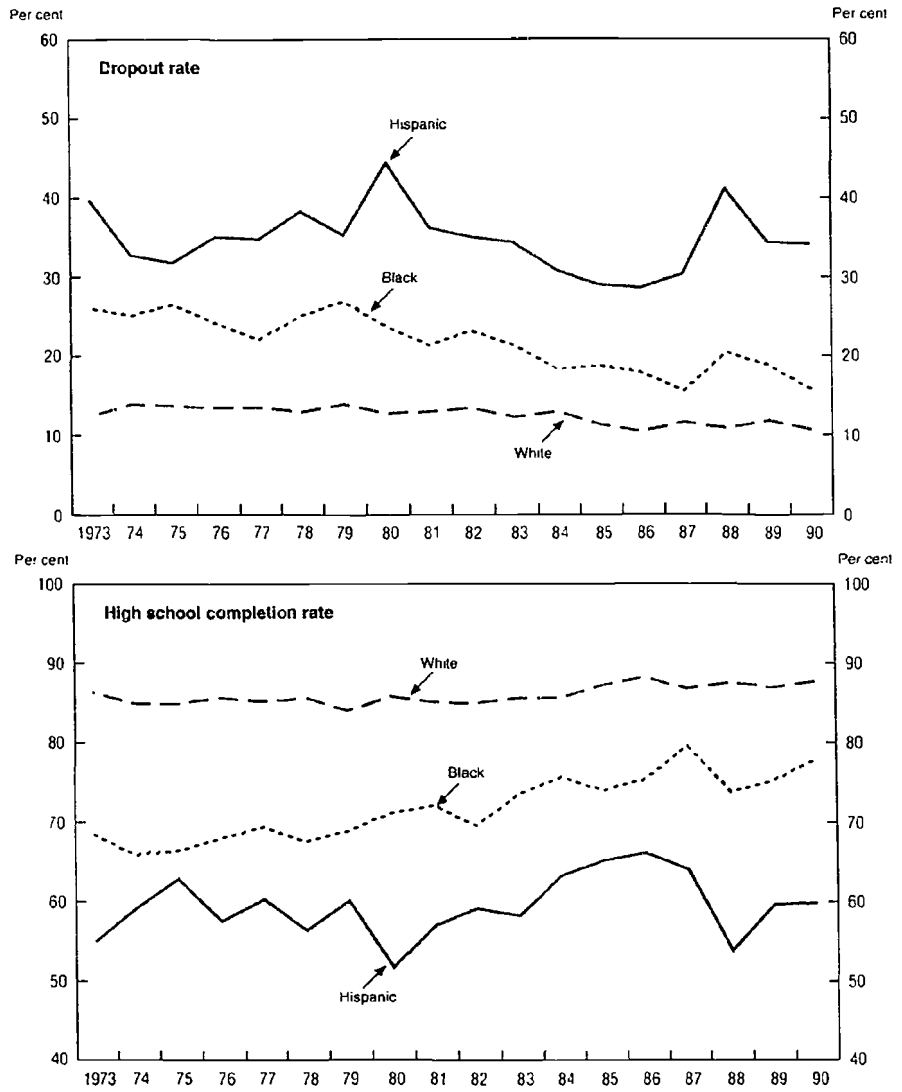 Per cent Per cent
60 60
Dropout rate
50 50
Hispanic
40 40
30 30
Black
20 20
10 10
White
0 0
1973 74 75 76 77 78 79 80 81 82 83 84 85 86 87 88 89 90
Per cent Per cent
100 100
High school completion rate
90 90
White
80 80
Black
70 70
60 60
50 50
Hispanic
40 40
1973 74 75 76 77 78 79 80 81 82 83 84 85 86 87 88 89 90